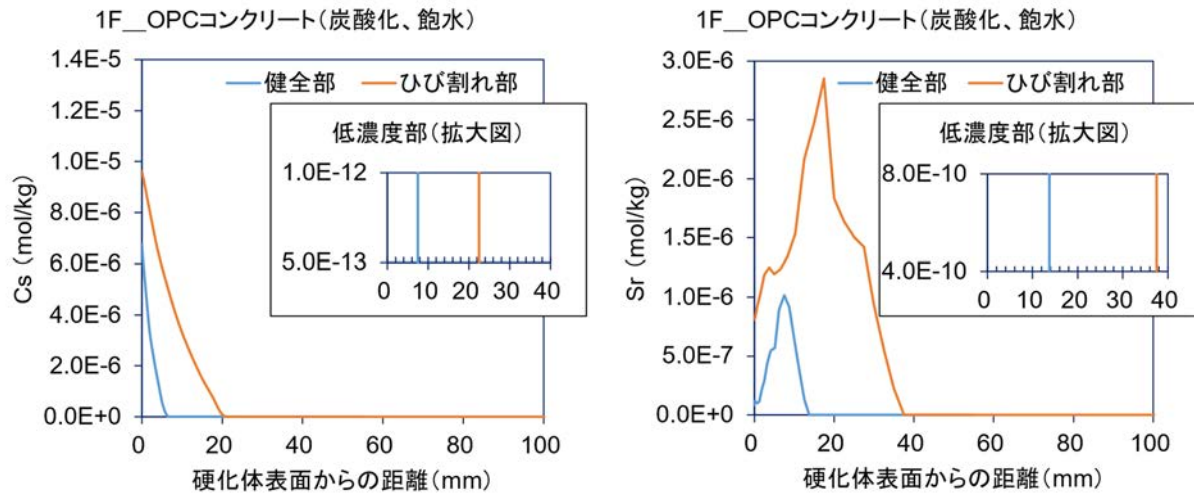 1F__OPCコンクリート(炭酸化、飽水)
1.4E-5
1.2E-5
1.0E-5
8.0E-6
6.0E-6
4.0E-6
2.0E-6
0.0E+0
Cs (mol/kg)
健全部 ひび割れ部
低濃度部(拡大図)
1.0E-12
5.0E-13
0 10 20 30 40
0 20 40 60 80 100
硬化体表面からの距離(mm)
1F__OPCコンクリート(炭酸化、飽水)
3.0E-6
2.5E-6
2.0E-6
1.5E-6
1.0E-6
5.0E-7
0.0E+0
Sr (mol/kg)
健全部 ひび割れ部
低濃度部(拡大図)
8.0E-10
4.0E-10
0 10 20 30 40
0 20 40 60 80 100
硬化体表面からの距離(mm)